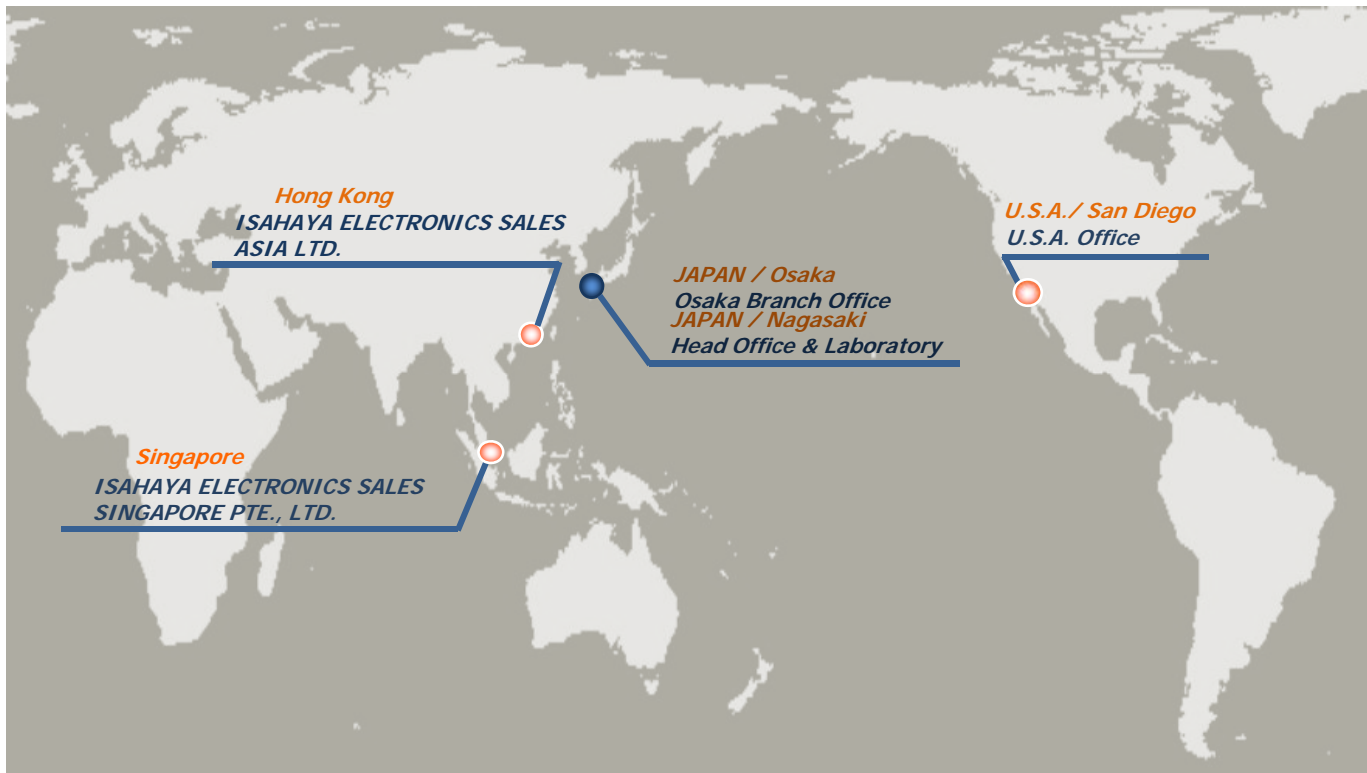 Hong Kong
ISAHAYA ELECTRONICS SALES
ASIA LTD.
U.S.A./ San Diego
U.S.A. Office
JAPAN / Osaka
Osaka Branch Office
JAPAN / Nagasaki
Head Office & Laboratory
Singapore
ISAHAYA ELECTRONICS SALES
SINGAPORE PTE., LTD.